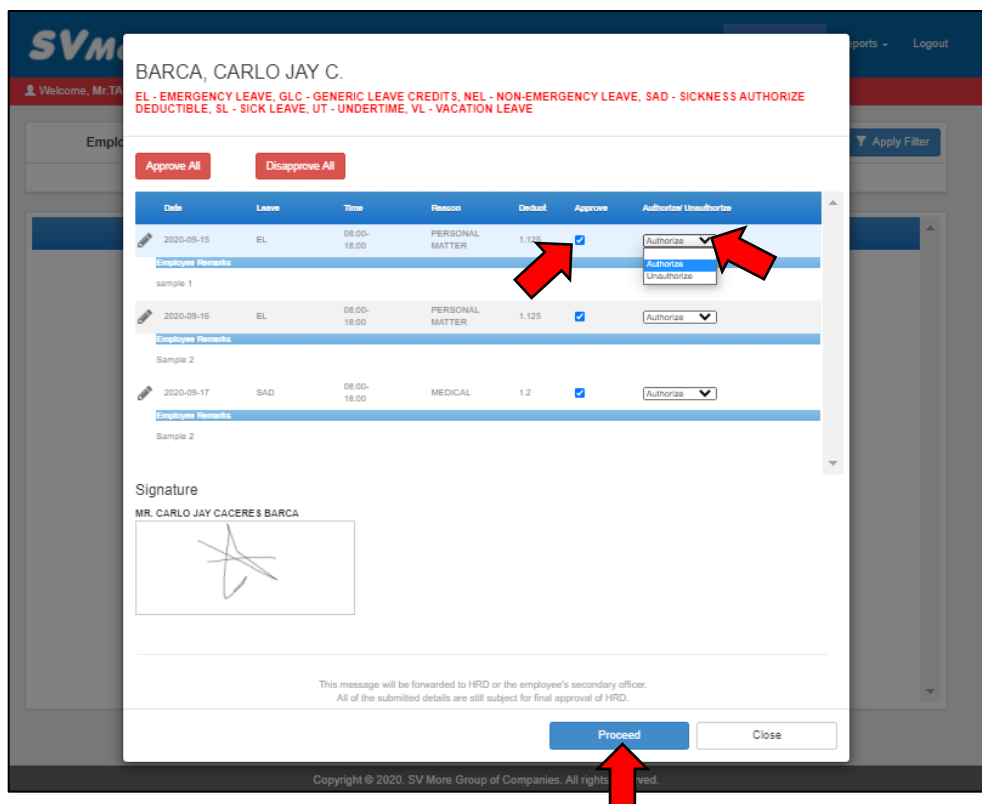 SVMo
Reports
Logout
Welcome, Mr.TA
Emplo
Apply Filter
BARCA, CARLO JAY C.
EL - EMERGENCY LEAVE, GLC - GENERIC LEAVE CREDITS, NEL - NON-EMERGENCY LEAVE, SAD - SICKNESS AUTHORIZE
DEDUCTIBLE, SL - SICK LEAVE, UT - UNDERTIME, VL - VACATION LEAVE
Approve All Disapprove All
Date Leave Time Reason Deduct Approve Authorize/ Unauthorize
2020-09-15 EL 08:00-18:00 PERSONAL MATTER 1.125 Authorize
Authorize
Unauthorize
Employee Remarks
sample 1
2020-09-16 EL 08:00-18:00 PERSONAL MATTER 1.125 Authorize
Employee Remarks
Sample 2
2020-09-17 SAD 08:00-18:00 MEDICAL 1.2 Authorize
Employee Remarks
Sample 2
Signature
MR. CARLO JAY CACERES BARCA
This message will be forwarded to HRD or the employee's secondary officer.
All of the submitted details are still subject for final approval of HRD.
Proceed Close
Copyright © 2020. SV More Group of Companies. All rights reserved.